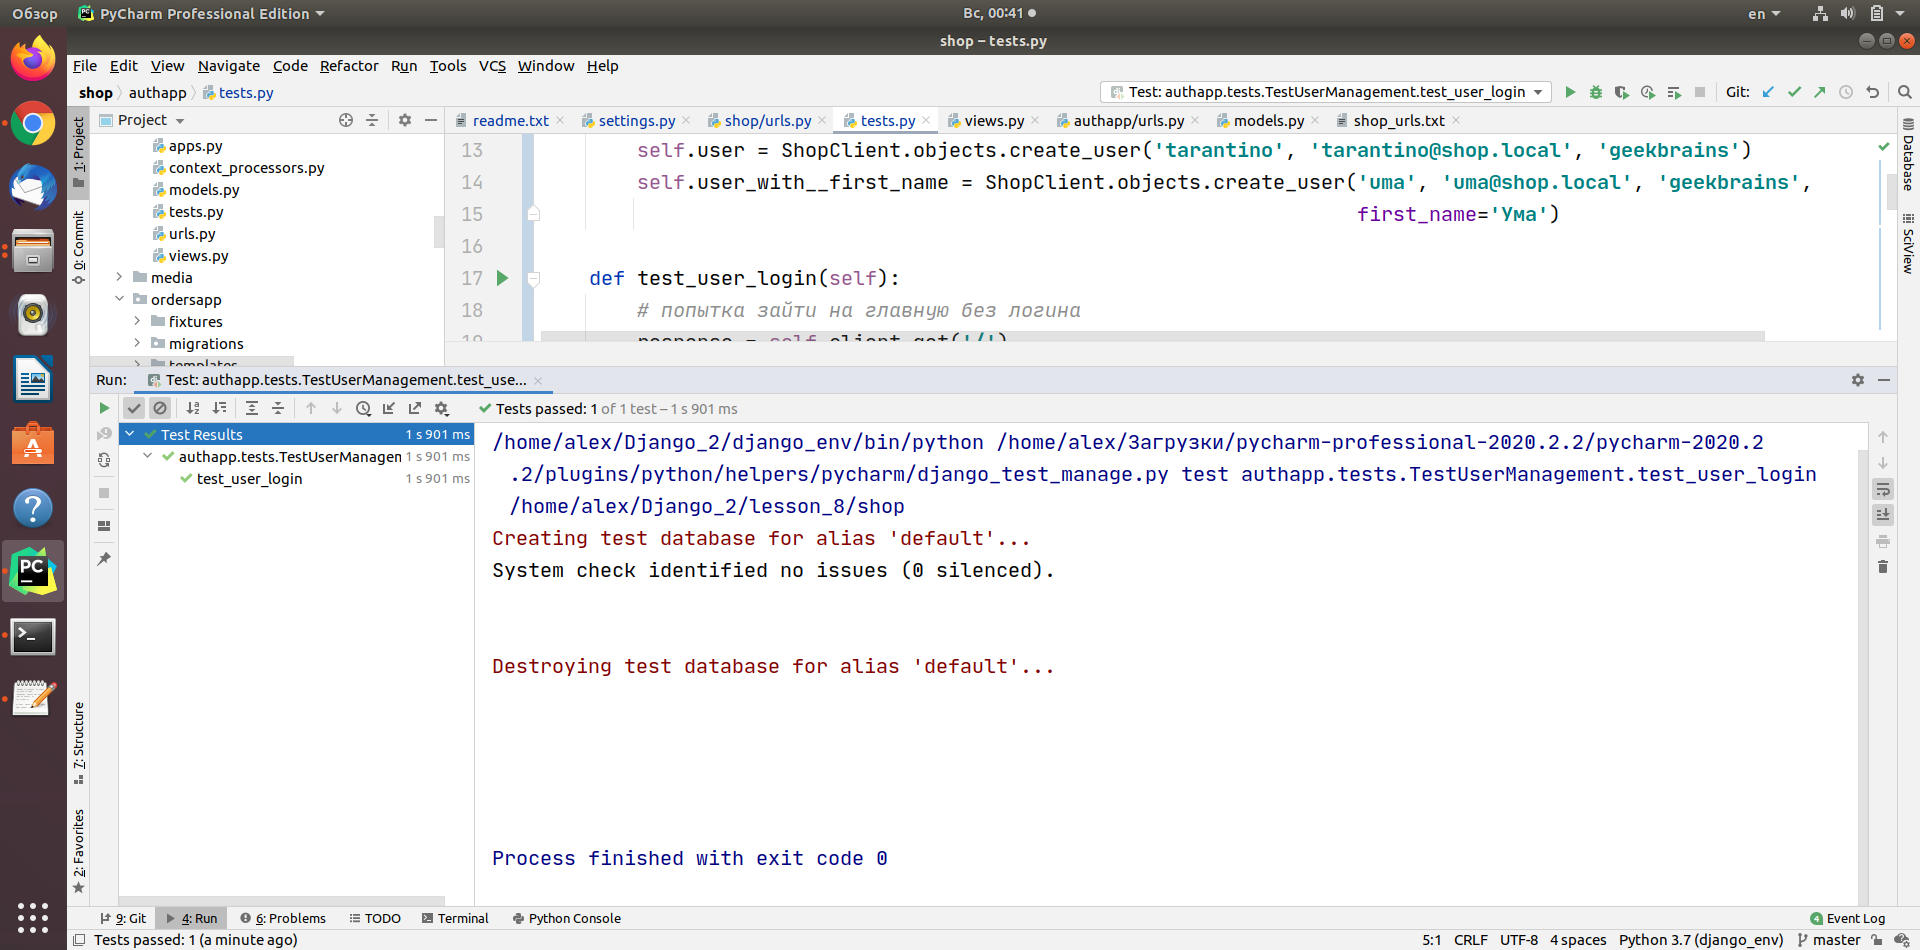 Обзор PyCharm Professional Edition Вс, 00:41 en
shop – tests.py
File Edit View Navigate Code Refactor Run Tools VCS Window Help
shop authapp tests.py Test: authapp.tests.TestUserManagement.test_user_login Git:
Project readme.txt settings.py shop/urls.py tests.py views.py authapp/urls.py models.py shop_urls.txt
1: Project
0: Commit
7: Structure
2: Favorites
Database
SciView
apps.py
context_processors.py
models.py
tests.py
urls.py
views.py
media
ordersapp
fixtures
migrations
templates
13 self.user = ShopClient.objects.create_user('tarantino', 'tarantino@shop.local', 'geekbrains')
14 self.user_with__first_name = ShopClient.objects.create_user('uma', 'uma@shop.local', 'geekbrains',
15 first_name='Ума')
16
17 def test_user_login(self):
18 # попытка зайти на главную без логина
19 response = self.client.get('/')
Run: Test: authapp.tests.TestUserManagement.test_use...
Tests passed: 1 of 1 test – 1 s 901 ms
Test Results 1 s 901 ms
authapp.tests.TestUserManagen 1 s 901 ms
test_user_login 1 s 901 ms
/home/alex/Django_2/django_env/bin/python /home/alex/Загрузки/pycharm-professional-2020.2.2/pycharm-2020.2
.2/plugins/python/helpers/pycharm/django_test_manage.py test authapp.tests.TestUserManagement.test_user_login
/home/alex/Django_2/lesson_8/shop
Creating test database for alias 'default'...
System check identified no issues (0 silenced).
Destroying test database for alias 'default'...
Process finished with exit code 0
9: Git 4: Run 6: Problems TODO Terminal Python Console 4 Event Log
Tests passed: 1 (a minute ago) 5:1 CRLF UTF-8 4 spaces Python 3.7 (django_env) master